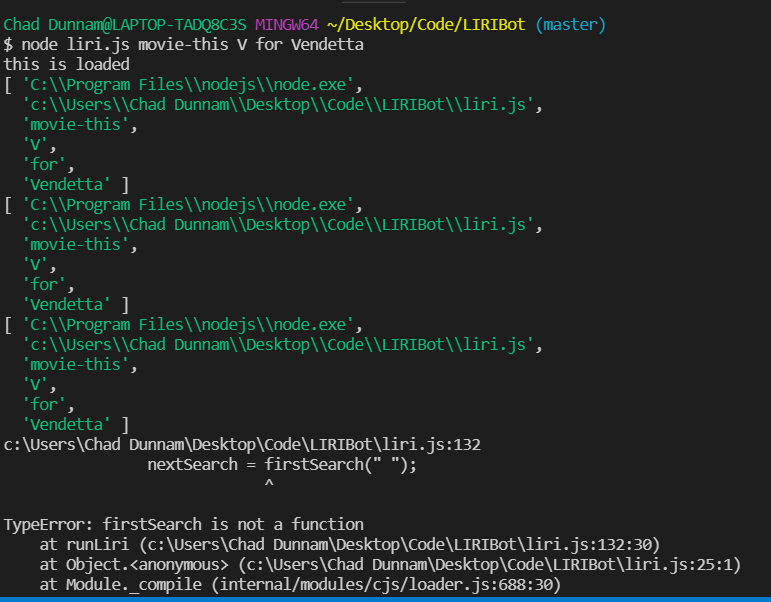 Chad Dunnam@LAPTOP-TADQ8C3S MINGW64 ~/Desktop/Code/LIRIBot (master)
$ node liri.js movie-this V for Vendetta
this is loaded
[ 'C:\\Program Files\\nodejs\\node.exe',
  'c:\\Users\\Chad Dunnam\\Desktop\\Code\\LIRIBot\\liri.js',
  'movie-this',
  'V',
  'for',
  'Vendetta' ]
[ 'C:\\Program Files\\nodejs\\node.exe',
  'c:\\Users\\Chad Dunnam\\Desktop\\Code\\LIRIBot\\liri.js',
  'movie-this',
  'V',
  'for',
  'Vendetta' ]
[ 'C:\\Program Files\\nodejs\\node.exe',
  'c:\\Users\\Chad Dunnam\\Desktop\\Code\\LIRIBot\\liri.js',
  'movie-this',
  'V',
  'for',
  'Vendetta' ]
c:\Users\Chad Dunnam\Desktop\Code\LIRIBot\liri.js:132
                nextSearch = firstSearch(" ");
                             ^

TypeError: firstSearch is not a function
    at runLiri (c:\Users\Chad Dunnam\Desktop\Code\LIRIBot\liri.js:132:30)
    at Object.<anonymous> (c:\Users\Chad Dunnam\Desktop\Code\LIRIBot\liri.js:25:1)
    at Module._compile (internal/modules/cjs/loader.js:688:30)